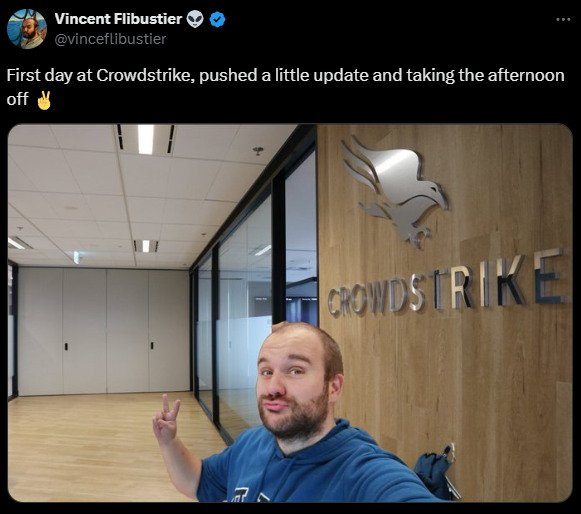 Vincent Flibustier 👽
@vinceflibustier
First day at Crowdstrike, pushed a little update and taking the afternoon
off ✌️
CROWDSTRIKE